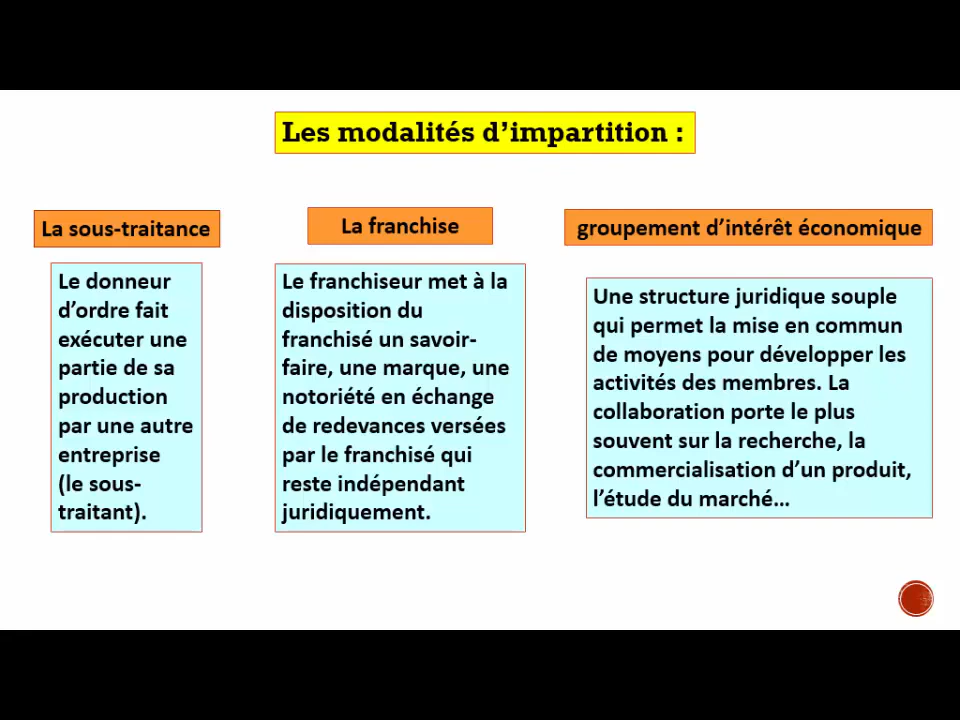 Les modalités d’impartition :
La sous-traitance
Le donneur
d’ordre fait
exécuter une
partie de sa
production
par une autre
entreprise
(le sous-
traitant).
La franchise
Le franchiseur met à la
disposition du
franchisé un savoir-
faire, une marque, une
notoriété en échange
de redevances versées
par le franchisé qui
reste indépendant
juridiquement.
groupement d’intérêt économique
Une structure juridique souple
qui permet la mise en commun
de moyens pour développer les
activités des membres. La
collaboration porte le plus
souvent sur la recherche, la
commercialisation d’un produit,
l’étude du marché…